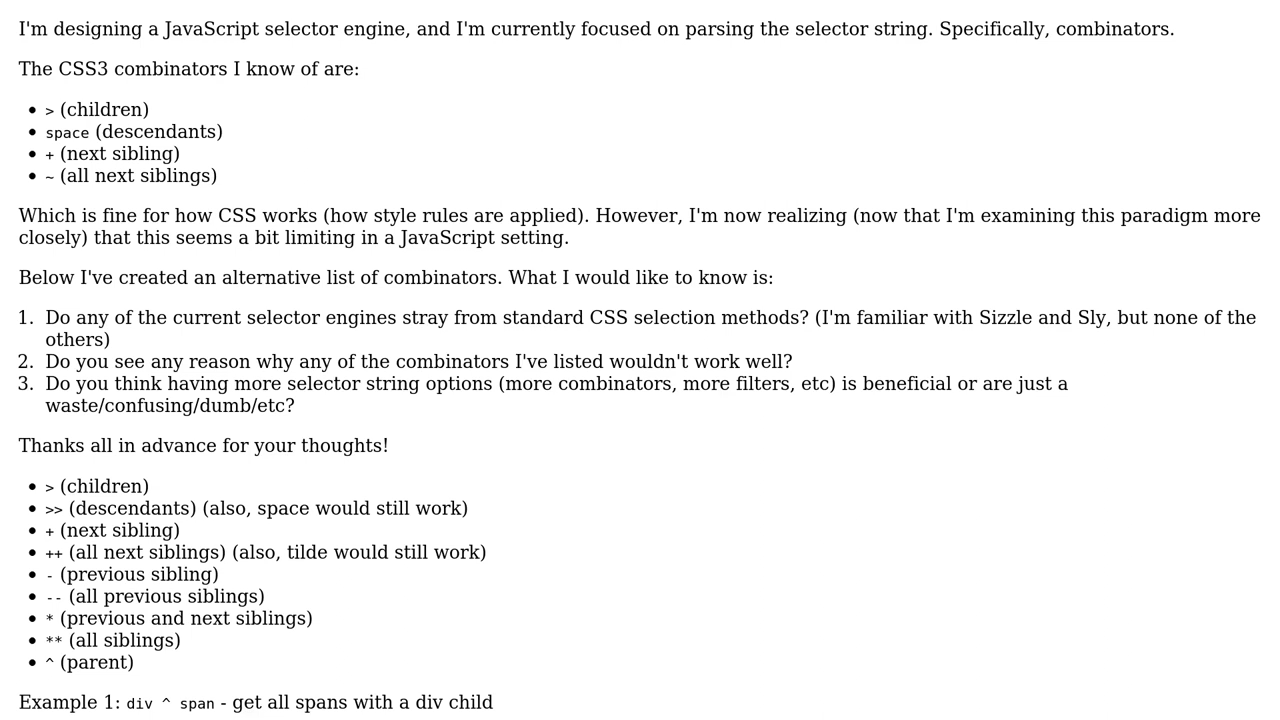 I'm designing a JavaScript selector engine, and I'm currently focused on parsing the selector string. Specifically, combinators.
The CSS3 combinators I know of are:
• > (children)
• space (descendants)
• + (next sibling)
• ~ (all next siblings)
Which is fine for how CSS works (how style rules are applied). However, I'm now realizing (now that I'm examining this paradigm more
closely) that this seems a bit limiting in a JavaScript setting.
Below I've created an alternative list of combinators. What I would like to know is:
1. Do any of the current selector engines stray from standard CSS selection methods? (I'm familiar with Sizzle and Sly, but none of the
others)
2. Do you see any reason why any of the combinators I've listed wouldn't work well?
3. Do you think having more selector string options (more combinators, more filters, etc) is beneficial or are just a
waste/confusing/dumb/etc?
Thanks all in advance for your thoughts!
• > (children)
• >> (descendants) (also, space would still work)
• + (next sibling)
• ++ (all next siblings) (also, tilde would still work)
• - (previous sibling)
• -- (all previous siblings)
• * (previous and next siblings)
• ** (all siblings)
• ^ (parent)
Example 1: div ^ span - get all spans with a div child